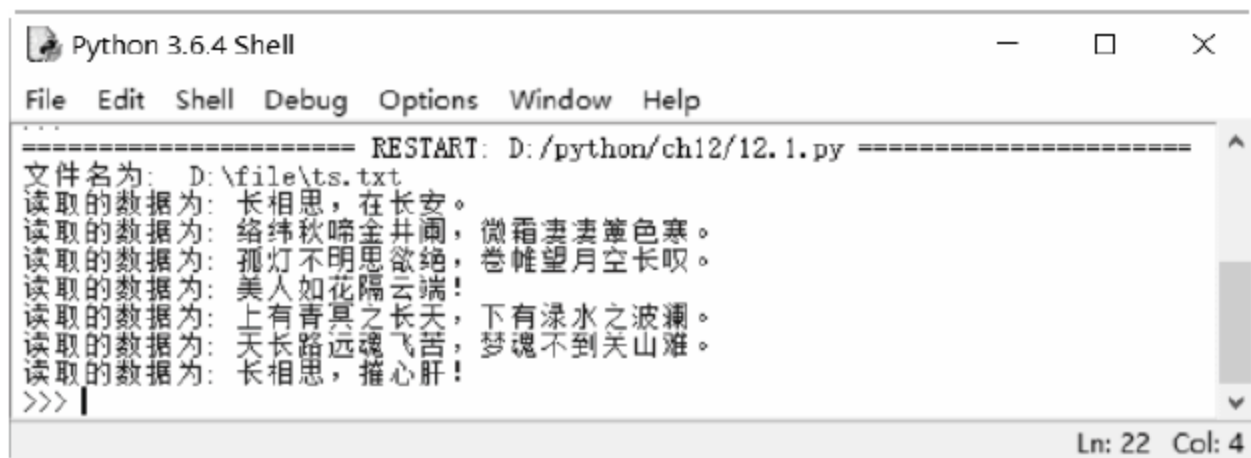 Python 3.6.4 Shell
File Edit Shell Debug Options Window Help
====================== RESTART: D:/python/ch12/12.1.py ======================
文件名为:  D:\file\ts.txt
读取的数据为: 长相思，在长安。
读取的数据为: 络纬秋啼金井阑，微霜凄凄簟色寒。
读取的数据为: 孤灯不明思欲绝，卷帷望月空长叹。
读取的数据为: 美人如花隔云端！
读取的数据为: 上有青冥之长天，下有渌水之波澜。
读取的数据为: 天长路远魂飞苦，梦魂不到关山难。
读取的数据为: 长相思，摧心肝！
>>>
Ln: 22 Col: 4